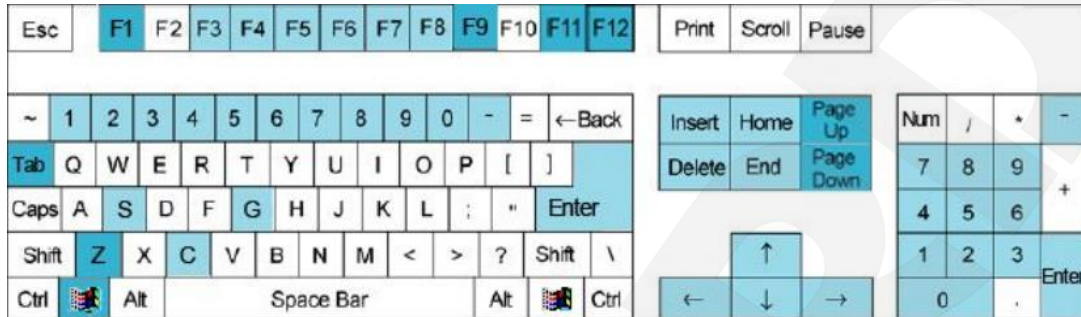 Esc F1 F2 F3 F4 F5 F6 F7 F8 F9 F10 F11 F12 Print Scroll Pause
~ 1 2 3 4 5 6 7 8 9 0 - = ←Back Insert Home Page Up Num / * -
Tab Q W E R T Y U I O P [ ] Delete End Page Down 7 8 9 +
Caps A S D F G H J K L ; " Enter 4 5 6
Shift Z X C V B N M < > ? Shift \ ↑ 1 2 3 Enter
Ctrl Alt Space Bar Alt Ctrl ← ↓ → 0 .